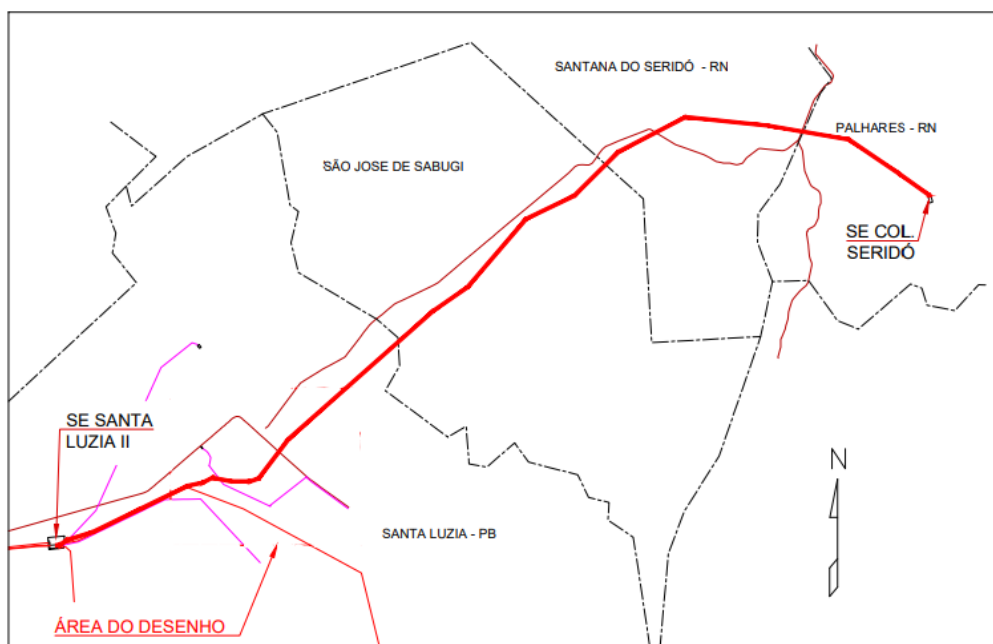 SANTANA DO SERIDÓ - RN
PALHARES - RN
SÃO JOSE DE SABUGI
SE COL.
SERIDÓ
SE SANTA
LUZIA II
N
SANTA LUZIA - PB
ÁREA DO DESENHO